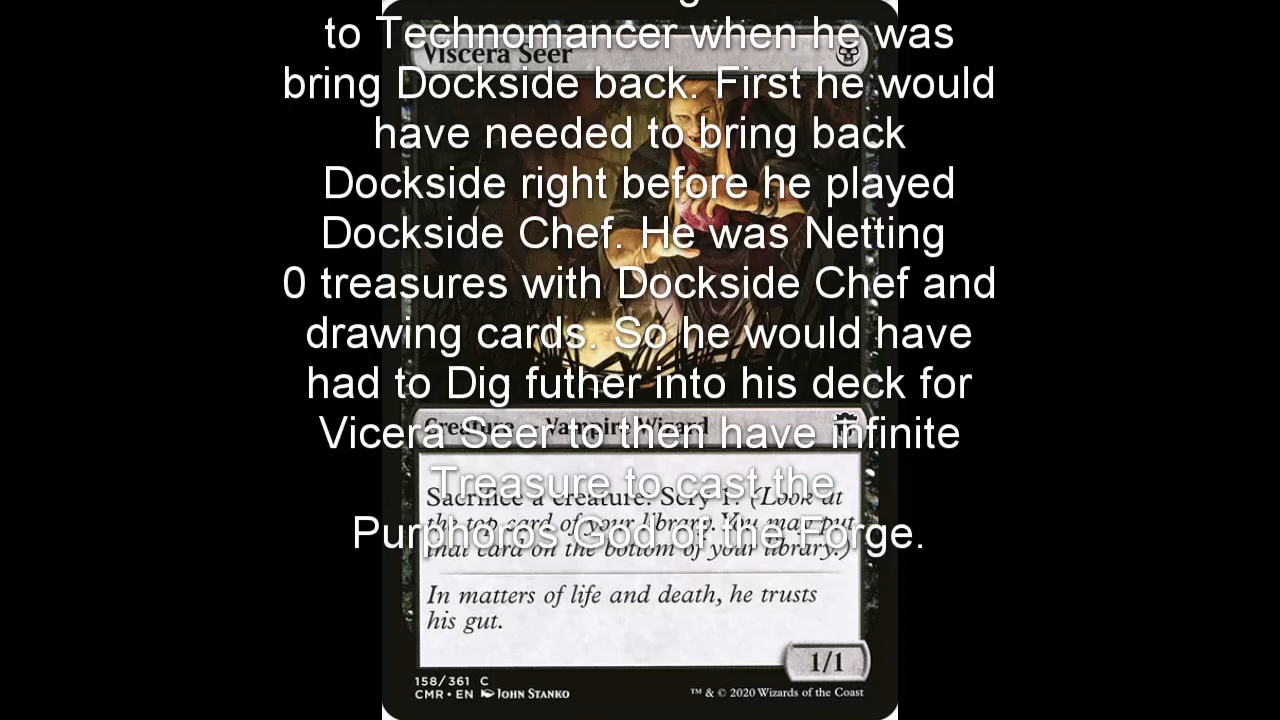 to Technomancer when he was
bring Dockside back. First he would
have needed to bring back
Dockside right before he played
Dockside Chef. He was Netting
0 treasures with Dockside Chef and
drawing cards. So he would have
had to Dig futher into his deck for
Vicera Seer to then have infinite
Treasure to cast the
Purphoros God of the Forge.
Viscera Seer
Creature — Vampire Wizard
Sacrifice a creature: Scry 1. (Look at
the top card of your library. You may put
that card on the bottom of your library.)
In matters of life and death, he trusts
his gut.
1/1
158/361 C
CMR • EN JOHN STANKO
™ & © 2020 Wizards of the Coast